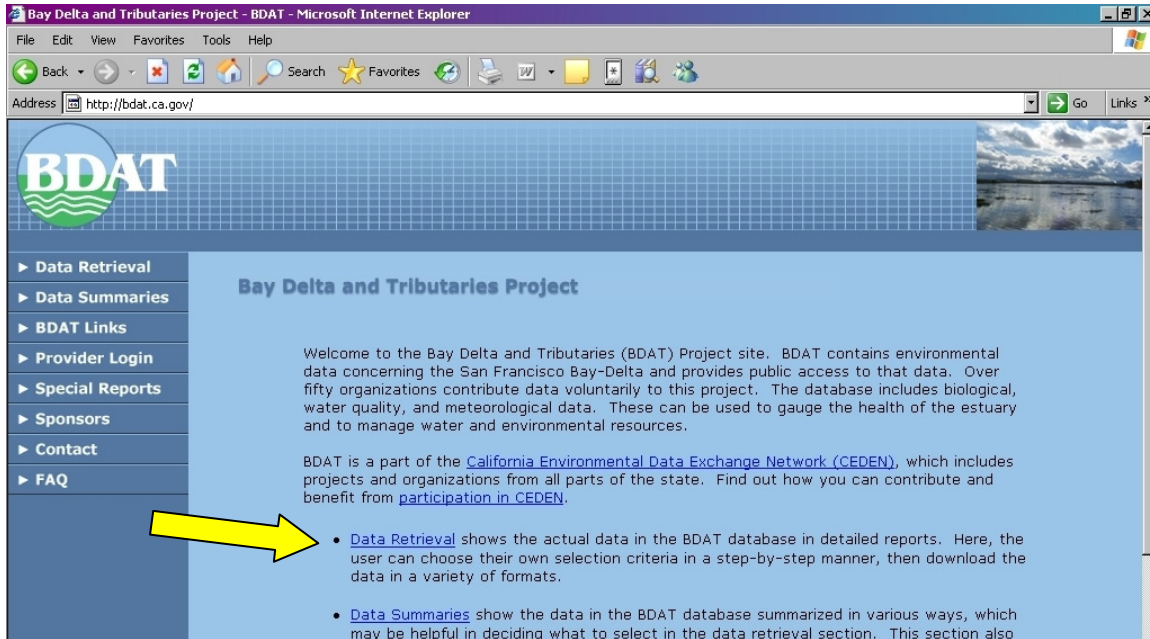 Bay Delta and Tributaries Project - BDAT - Microsoft Internet Explorer
File Edit View Favorites Tools Help
Back Search Favorites
Address http://bdat.ca.gov/ Go Links »
BDAT
Data Retrieval
Data Summaries
BDAT Links
Provider Login
Special Reports
Sponsors
Contact
FAQ
Bay Delta and Tributaries Project
Welcome to the Bay Delta and Tributaries (BDAT) Project site. BDAT contains environmental
data concerning the San Francisco Bay-Delta and provides public access to that data. Over
fifty organizations contribute data voluntarily to this project. The database includes biological,
water quality, and meteorological data. These can be used to gauge the health of the estuary
and to manage water and environmental resources.
BDAT is a part of the California Environmental Data Exchange Network (CEDEN), which includes
projects and organizations from all parts of the state. Find out how you can contribute and
benefit from participation in CEDEN.
• Data Retrieval shows the actual data in the BDAT database in detailed reports. Here, the
user can choose their own selection criteria in a step-by-step manner, then download the
data in a variety of formats.
• Data Summaries show the data in the BDAT database summarized in various ways, which
may be helpful in deciding what to select in the data retrieval section. This section also